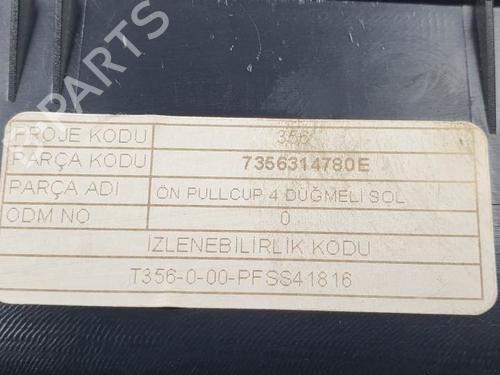 PROJE KODU 356
PARÇA KODU 7356314780E
PARÇA ADI ÖN PULLCUP 4 DÜĞMELİ SOL
ODM NO 0
İZLENEBİLİRLİK KODU
T356-0-00-PFSS41816